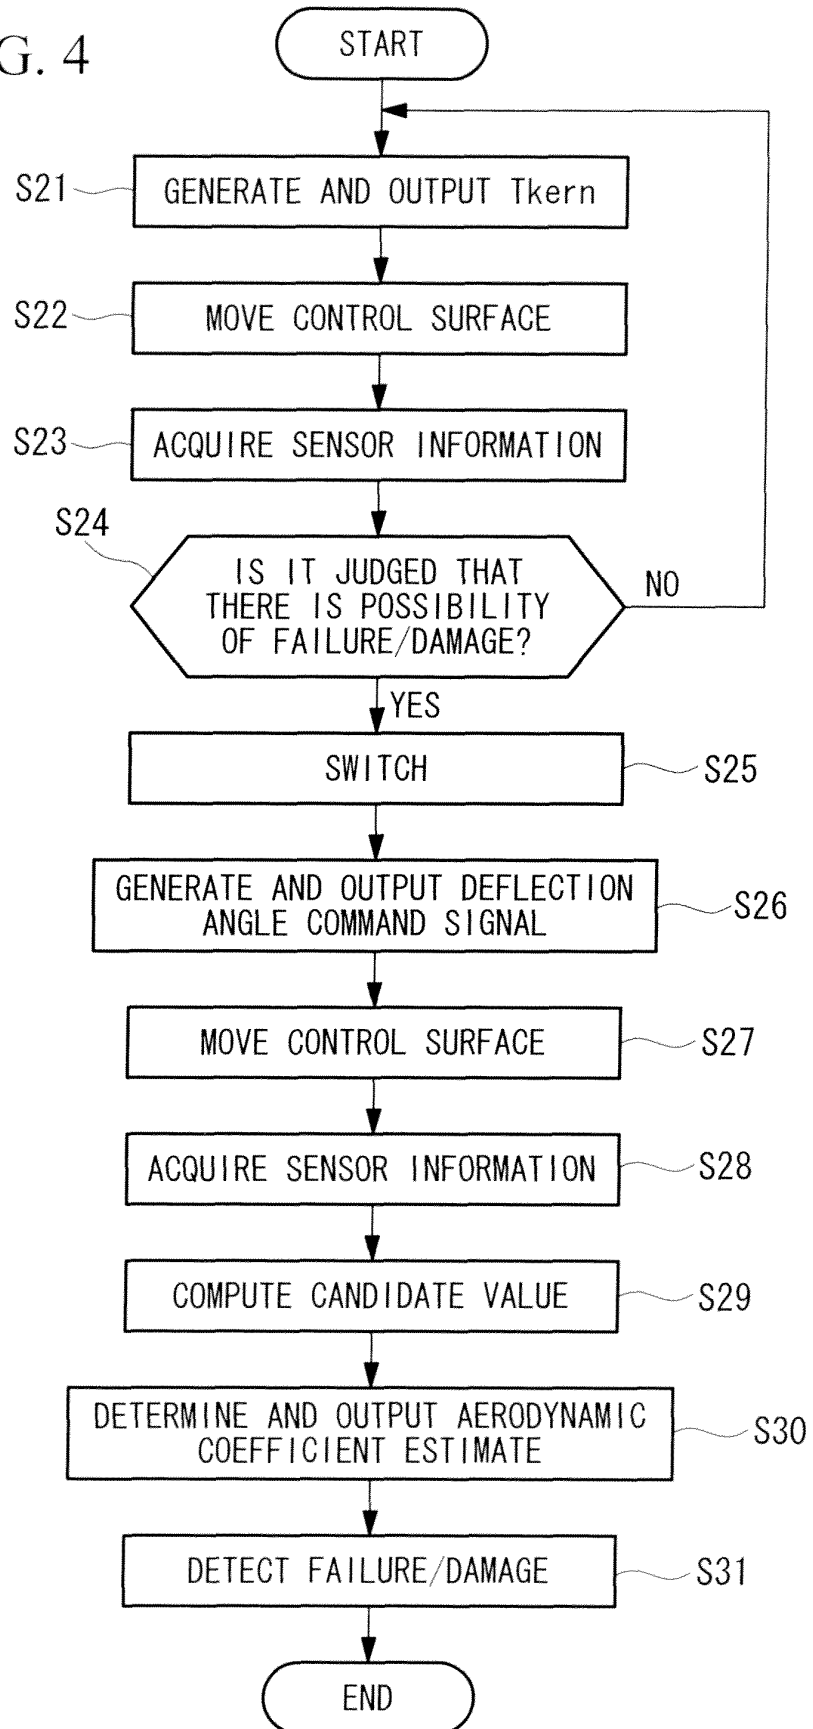 G. 4
START
S21
GENERATE AND OUTPUT Tkern
S22
MOVE CONTROL SURFACE
S23
ACQUIRE SENSOR INFORMATION
S24
IS IT JUDGED THAT
THERE IS POSSIBILITY
OF FAILURE/DAMAGE?
NO
YES
SWITCH
S25
GENERATE AND OUTPUT DEFLECTION
ANGLE COMMAND SIGNAL
S26
MOVE CONTROL SURFACE
S27
ACQUIRE SENSOR INFORMATION
S28
COMPUTE CANDIDATE VALUE
S29
DETERMINE AND OUTPUT AERODYNAMIC
COEFFICIENT ESTIMATE
S30
DETECT FAILURE/DAMAGE
S31
END